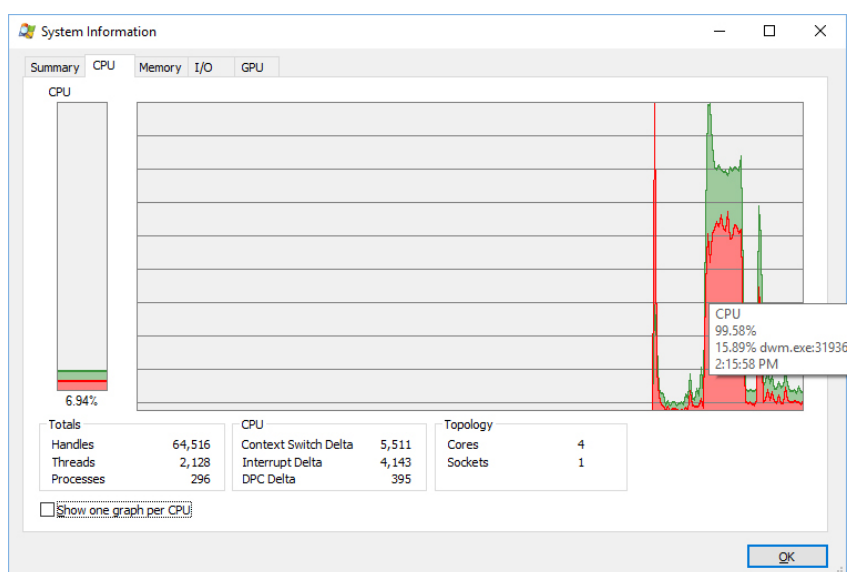 System Information
Summary CPU Memory I/O GPU
CPU
CPU
99.58%
15.89% dwm.exe:31936
2:15:58 PM
6.94%
Totals
Handles 64,516
Threads 2,128
Processes 296
CPU
Context Switch Delta 5,511
Interrupt Delta 4,143
DPC Delta 395
Topology
Cores 4
Sockets 1
Show one graph per CPU
OK